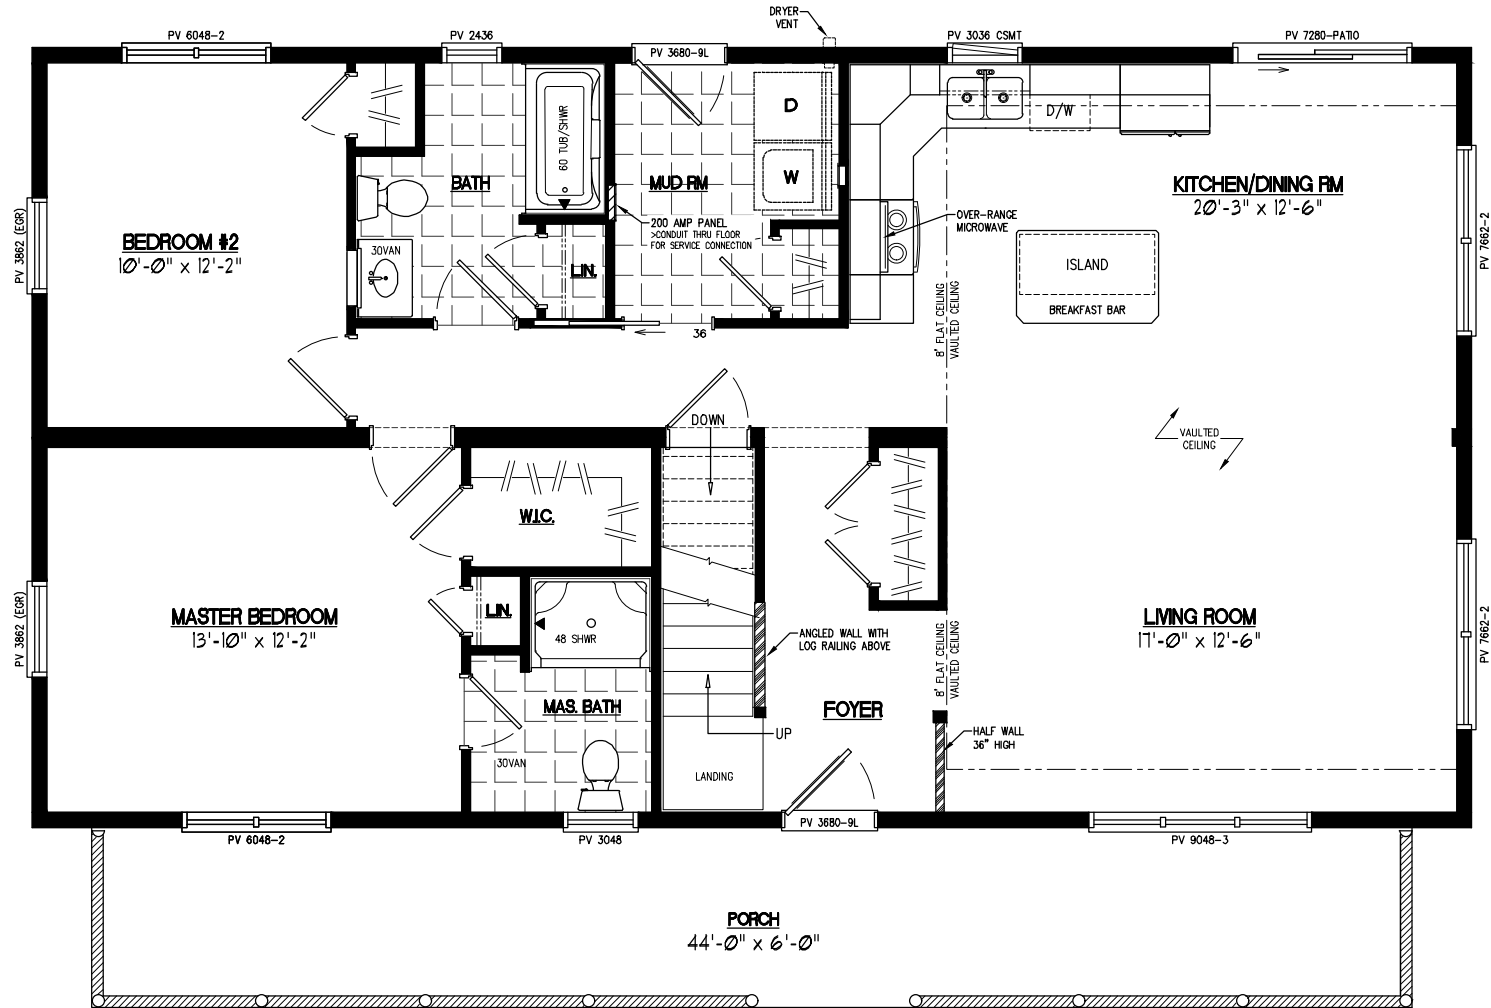 DRYER
VENT
PV 6048-2
PV 2436
PV 3680-9L
PV 3036 CSMT
PV 7280-PATIO
D
W
D/W
60 TUB/SHWR
BATH
MUD RM
KITCHEN/DINING RM
20'-3" x 12'-6"
200 AMP PANEL
>CONDUIT THRU FLOOR
FOR SERVICE CONNECTION
OVER-RANGE
MICROWAVE
PV 3862 (EGR)
BEDROOM #2
10'-0" x 12'-2"
30VAN
LIN.
PV 7662-2
ISLAND
BREAKFAST BAR
8' FLAT CEILING
VAULTED CEILING
36
DOWN
VAULTED
CEILING
W.I.C.
PV 3862 (EGR)
MASTER BEDROOM
13'-10" x 12'-2"
LIN.
48 SHWR
ANGLED WALL WITH
LOG RAILING ABOVE
8' FLAT CEILING
VAULTED CEILING
LIVING ROOM
17'-0" x 12'-6"
PV 7662-2
MAS. BATH
FOYER
UP
HALF WALL
36" HIGH
30VAN
LANDING
PV 6048-2
PV 3048
PV 3680-9L
PV 9048-3
PORCH
44'-0" x 6'-0"